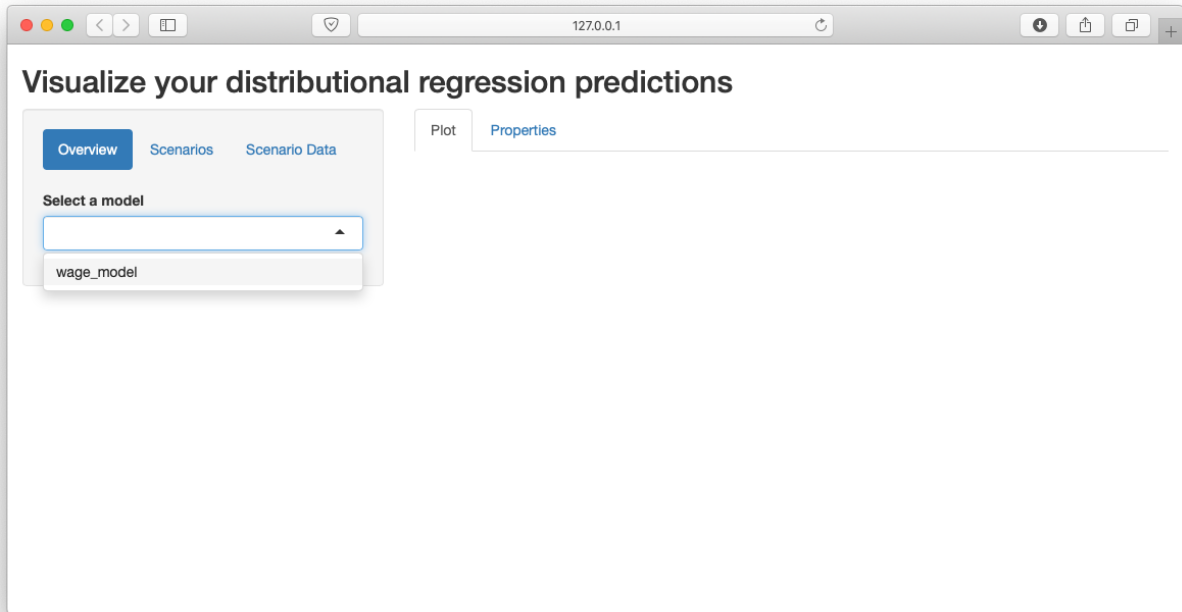 127.0.0.1
Visualize your distributional regression predictions
Overview Scenarios Scenario Data
Select a model
wage_model
Plot Properties